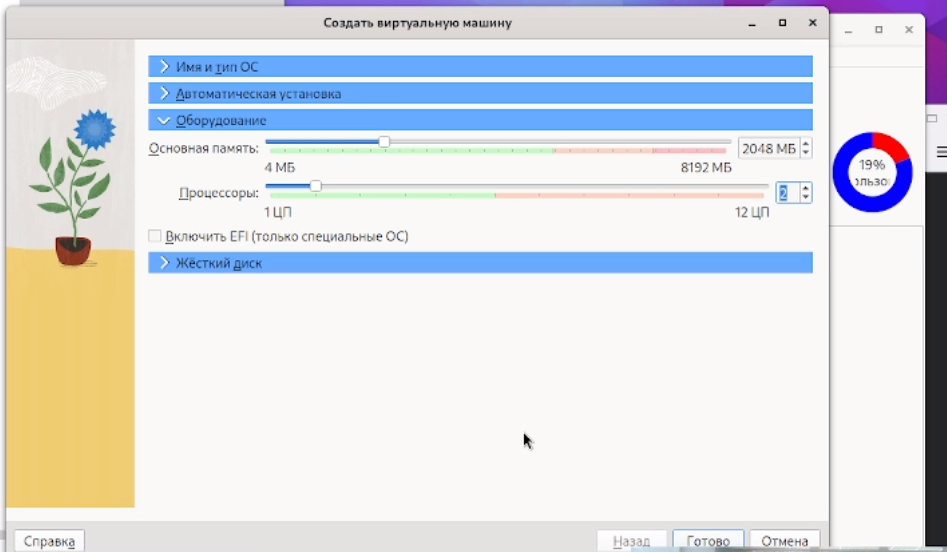 Создать виртуальную машину
Имя и тип ОС
Автоматическая установка
Оборудование
Основная память: 2048 МБ
4 МБ 8192 МБ
Процессоры: 2
1 ЦП 12 ЦП
Включить EFI (только специальные ОС)
Жёсткий диск
19%
Справка Назад Готово Отмена